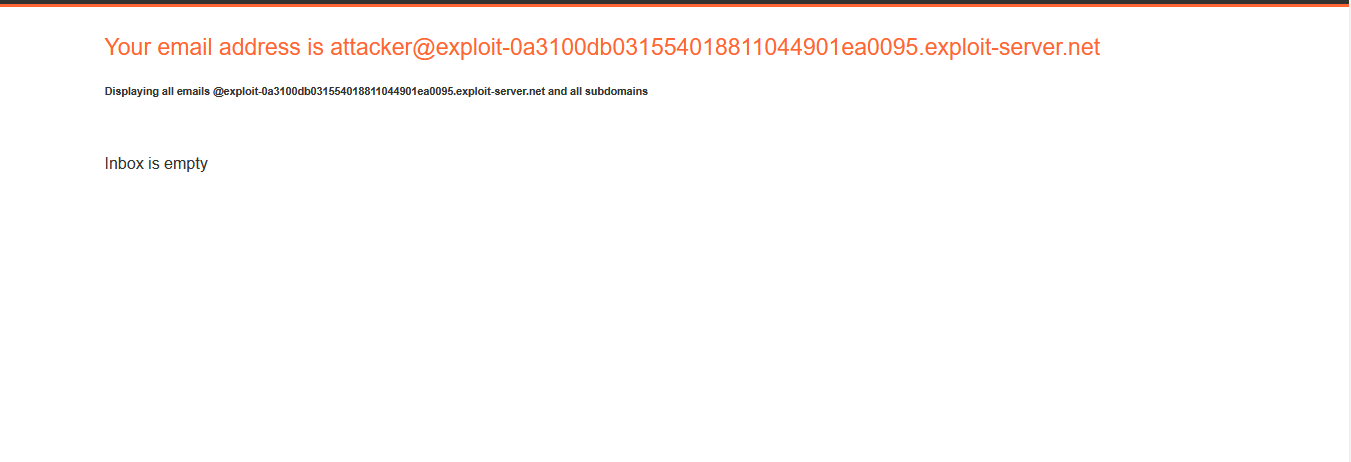 Your email address is attacker@exploit-0a3100db031554018811044901ea0095.exploit-server.net
Displaying all emails @exploit-0a3100db031554018811044901ea0095.exploit-server.net and all subdomains
Inbox is empty